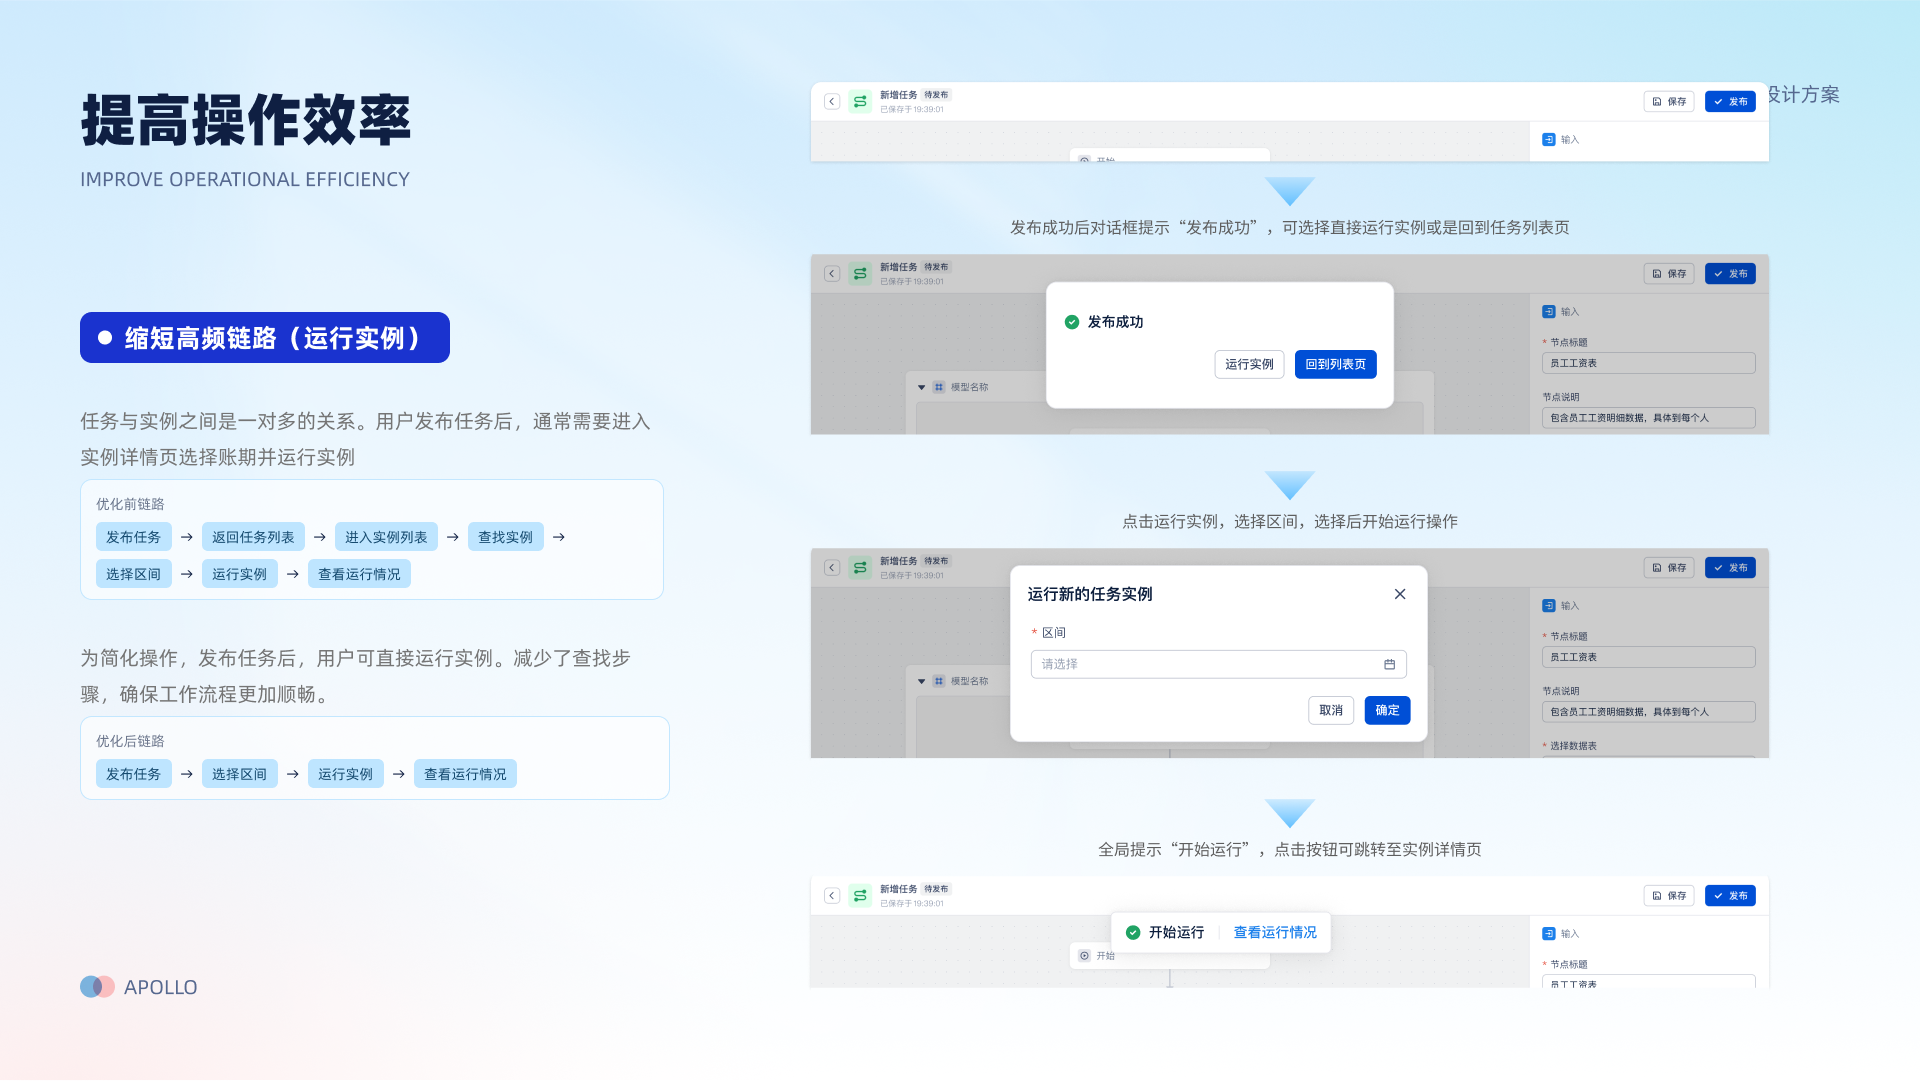 提高操作效率
IMPROVE OPERATIONAL EFFICIENCY
设计方案
缩短高频链路（运行实例）
任务与实例之间是一对多的关系。用户发布任务后，通常需要进入
实例详情页选择账期并运行实例
优化前链路
发布任务 → 返回任务列表 → 进入实例列表 → 查找实例 →
选择区间 → 运行实例 → 查看运行情况
为简化操作，发布任务后，用户可直接运行实例。减少了查找步
骤，确保工作流程更加顺畅。
优化后链路
发布任务 → 选择区间 → 运行实例 → 查看运行情况
APOLLO
新增任务 待发布
已保存于19:39:01
保存 发布
输入
开始
发布成功后对话框提示“发布成功”，可选择直接运行实例或是回到任务列表页
新增任务 待发布
已保存于19:39:01
保存 发布
发布成功
运行实例 回到列表页
模型名称
输入
* 节点标题
员工工资表
节点说明
包含员工工资明细数据，具体到每个人
点击运行实例，选择区间，选择后开始运行操作
新增任务 待发布
已保存于19:39:01
保存 发布
运行新的任务实例
* 区间
请选择
取消 确定
模型名称
输入
* 节点标题
员工工资表
节点说明
包含员工工资明细数据，具体到每个人
* 选择数据表
全局提示“开始运行”，点击按钮可跳转至实例详情页
新增任务 待发布
已保存于19:39:01
保存 发布
开始运行 查看运行情况
开始
输入
* 节点标题
员工工资表